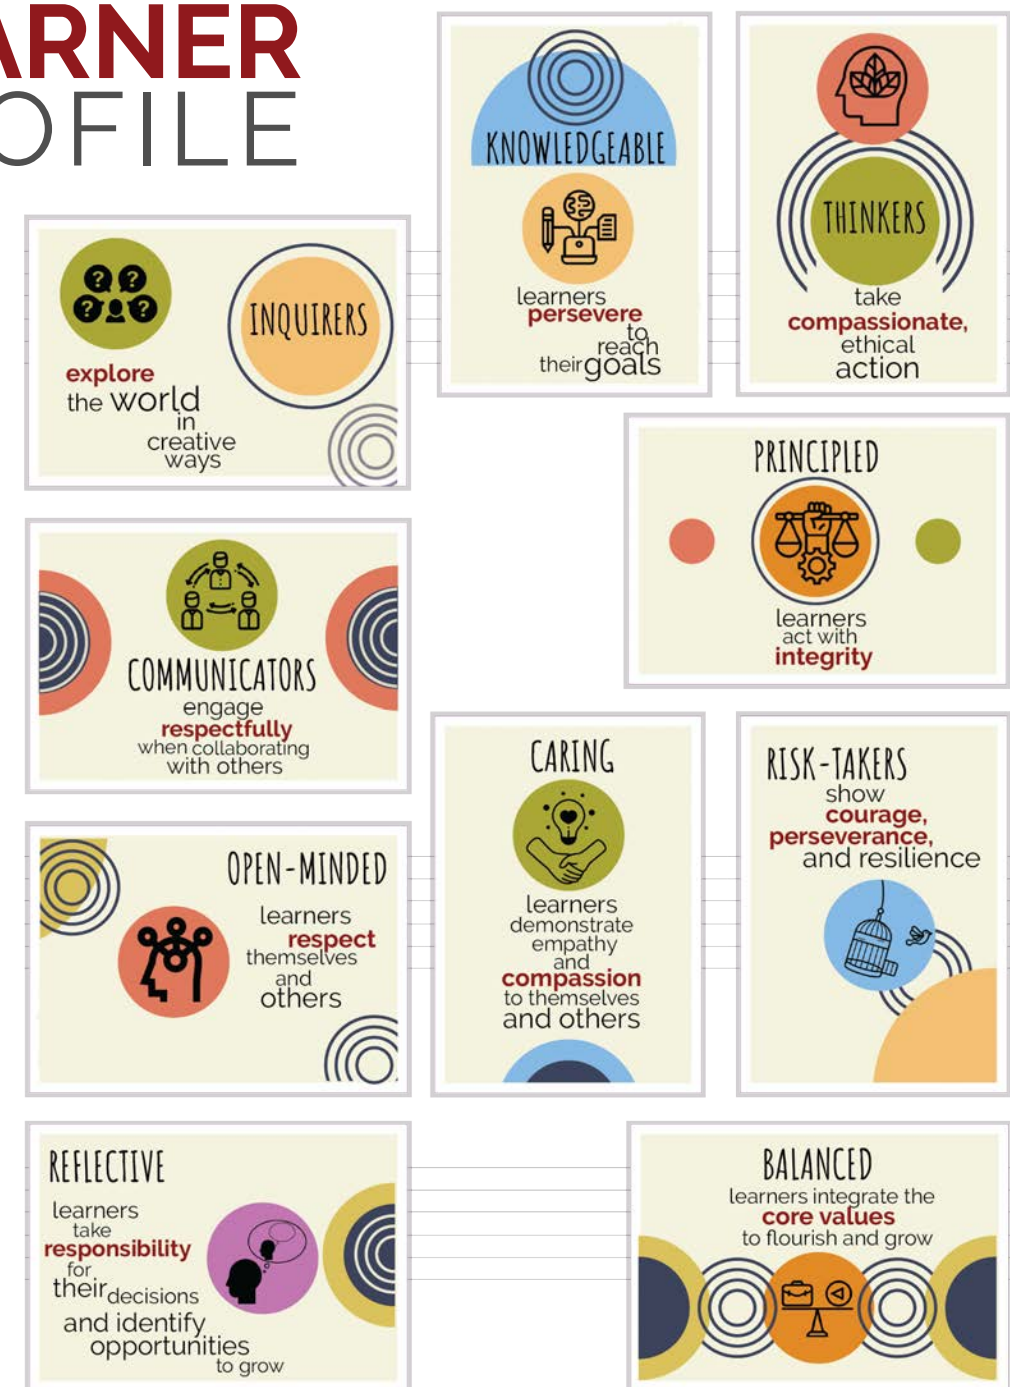 ARNER
OFILE
KNOWLEDGEABLE
learners
persevere
to
reach
their goals
THINKERS
take
compassionate,
ethical
action
INQUIRERS
explore
the world
in
creative
ways
PRINCIPLED
learners
act with
integrity
COMMUNICATORS
engage
respectfully
when collaborating
with others
CARING
learners
demonstrate
empathy
and
compassion
to themselves
and others
RISK-TAKERS
show
courage,
perseverance,
and resilience
OPEN-MINDED
learners
respect
themselves
and
others
REFLECTIVE
learners
take
responsibility
for
their decisions
and identify
opportunities
to grow
BALANCED
learners integrate the
core values
to flourish and grow